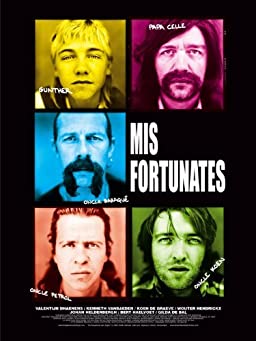 PAPA CELLE
GUNTHER
MIS
FORTUNATES
ONCLE BARAQUÉ
ONCLE PETROL
ONCLE KOEN
VALENTIJN DHAENENS / KENNETH VANBAEDEN / KOEN DE GRAEVE / WOUTER HENDRICKX
JOHAN HELDENBERGH / BERT HAELVOET / GILDA DE BAL